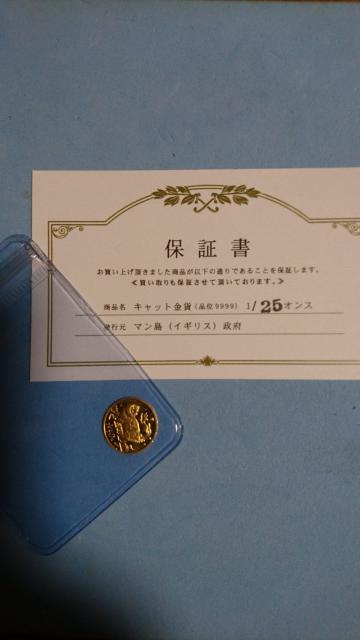 保証書
お買い上げ頂きました商品が以下の通りであることを保証します。
≪買い取りも保証させて頂いております。≫
商品名 キャット金貨(品位9999) 1/25オンス
発行元 マン島(イギリス)政府